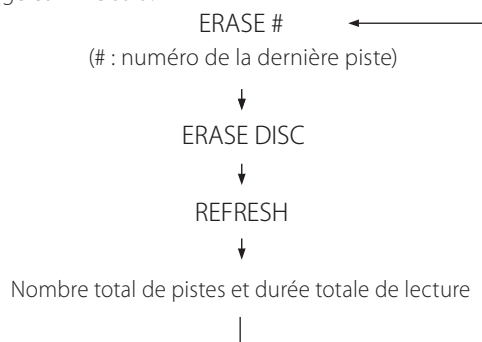 ERASE #
(# : numéro de la dernière piste)
ERASE DISC
REFRESH
Nombre total de pistes et durée totale de lecture